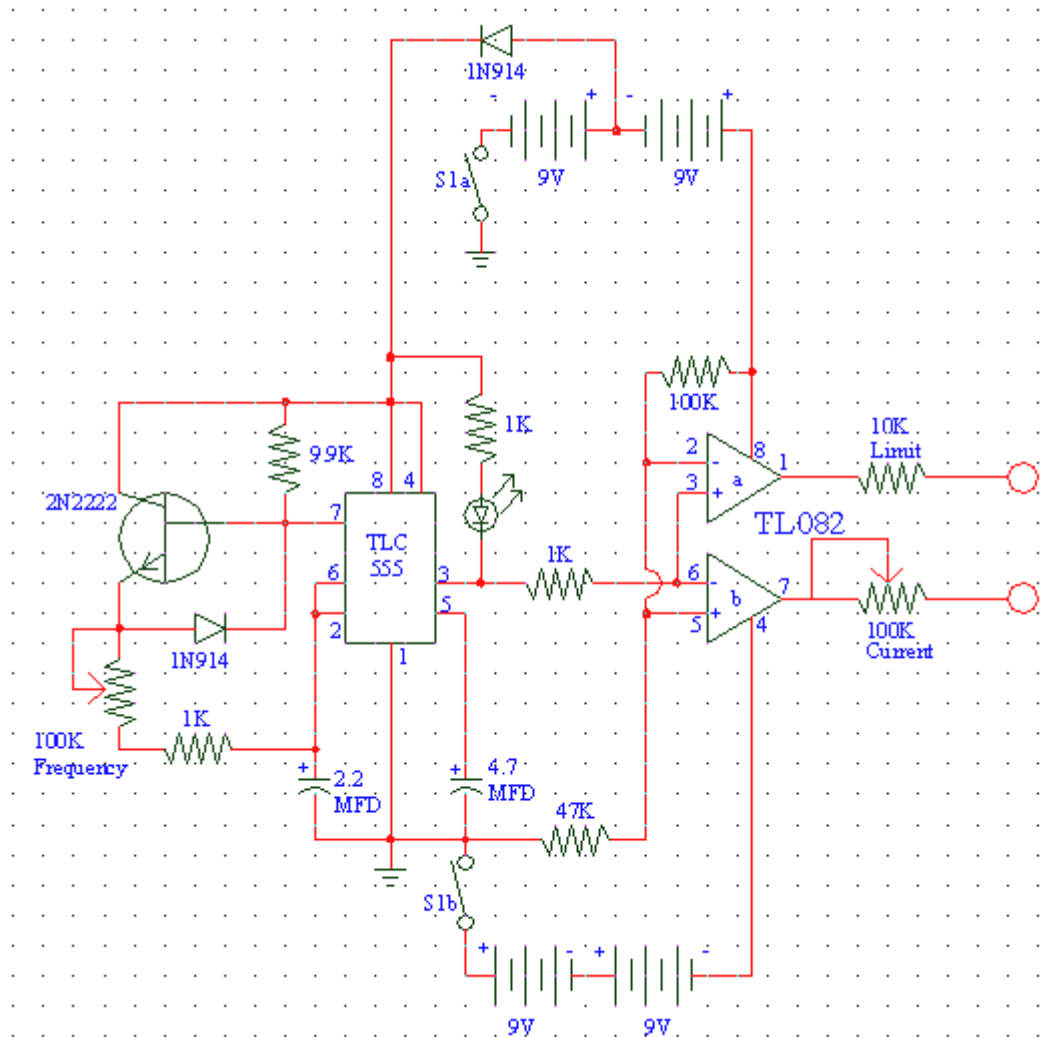 1N914
- + - +
S1a
9V 9V
100K
1K
10K
Limit
99K
2N2222
8 4
7
TLC
555
6
2
3
5
1
2 -
3 +
a
8
1
TL082
1K
6 -
5 +
b
7
4
100K
Current
1N914
1K
100K
Frequency
+ 2.2
MFD
+ 4.7
MFD
47K
S1b
+ - + -
9V 9V